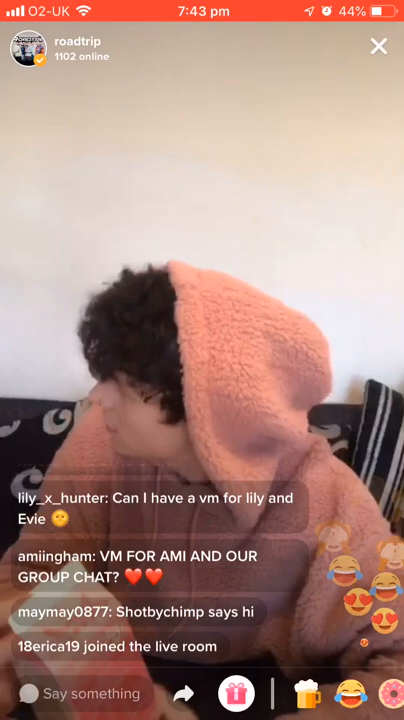 O2-UK 7:43 pm 44%
roadtrip
1102 online
lily_x_hunter: Can I have a vm for lily and
Evie 🌞
amiingham: VM FOR AMI AND OUR
GROUP CHAT? ❤️❤️
maymay0877: Shotbychimp says hi
18erica19 joined the live room
Say something